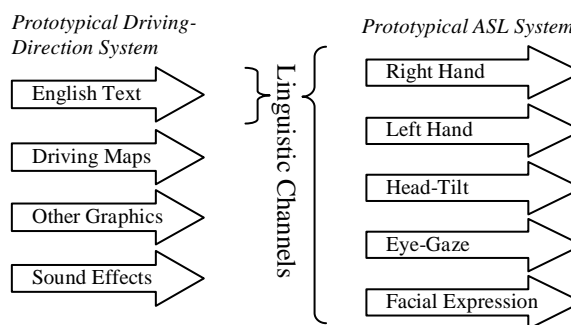 Prototypical Driving-
Direction System
English Text
Driving Maps
Other Graphics
Sound Effects
Linguistic Channels
Prototypical ASL System
Right Hand
Left Hand
Head-Tilt
Eye-Gaze
Facial Expression